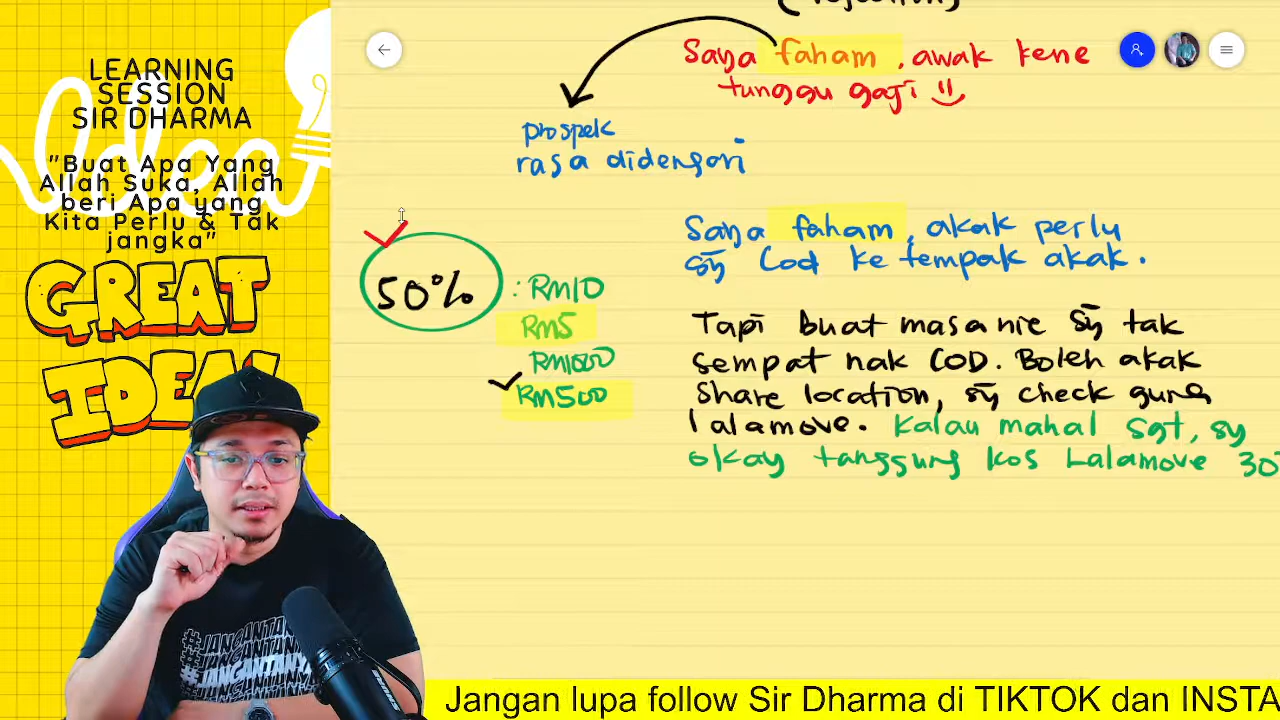 LEARNING
SESSION
SIR DHARMA
"Buat Apa Yang
Allah Suka, Allah
beri Apa yang
Kita Perlu & Tak
jangka"
GREAT
Saya faham, awak kene
tunggu gaji
prospek
rasa didengari
50% : RM10
RM5
RM1000
RM500
Saya faham, akak perlu
sy Cod ke tempak akak.
Tapi buat masa nie sy tak
sempat nak COD. Boleh akak
Share location, sy check guna
lalamove. Kalau mahal sgt, sy
okay tanggung kos Lalamove
Jangan lupa follow Sir Dharma di TIKTOK dan INSTA